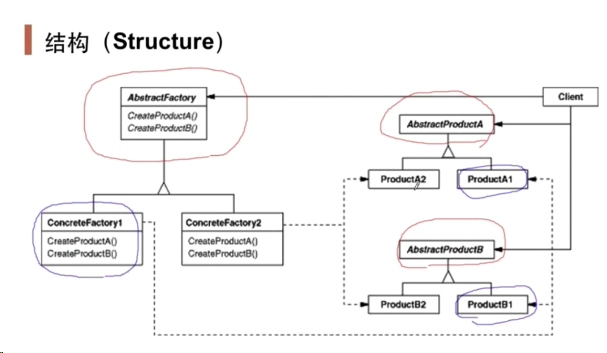 结构（Structure）
AbstractFactory
CreateProductA()
CreateProductB()
Client
AbstractProductA
ProductA2
ProductA1
ConcreteFactory1
CreateProductA()
CreateProductB()
ConcreteFactory2
CreateProductA()
CreateProductB()
AbstractProductB
ProductB2
ProductB1